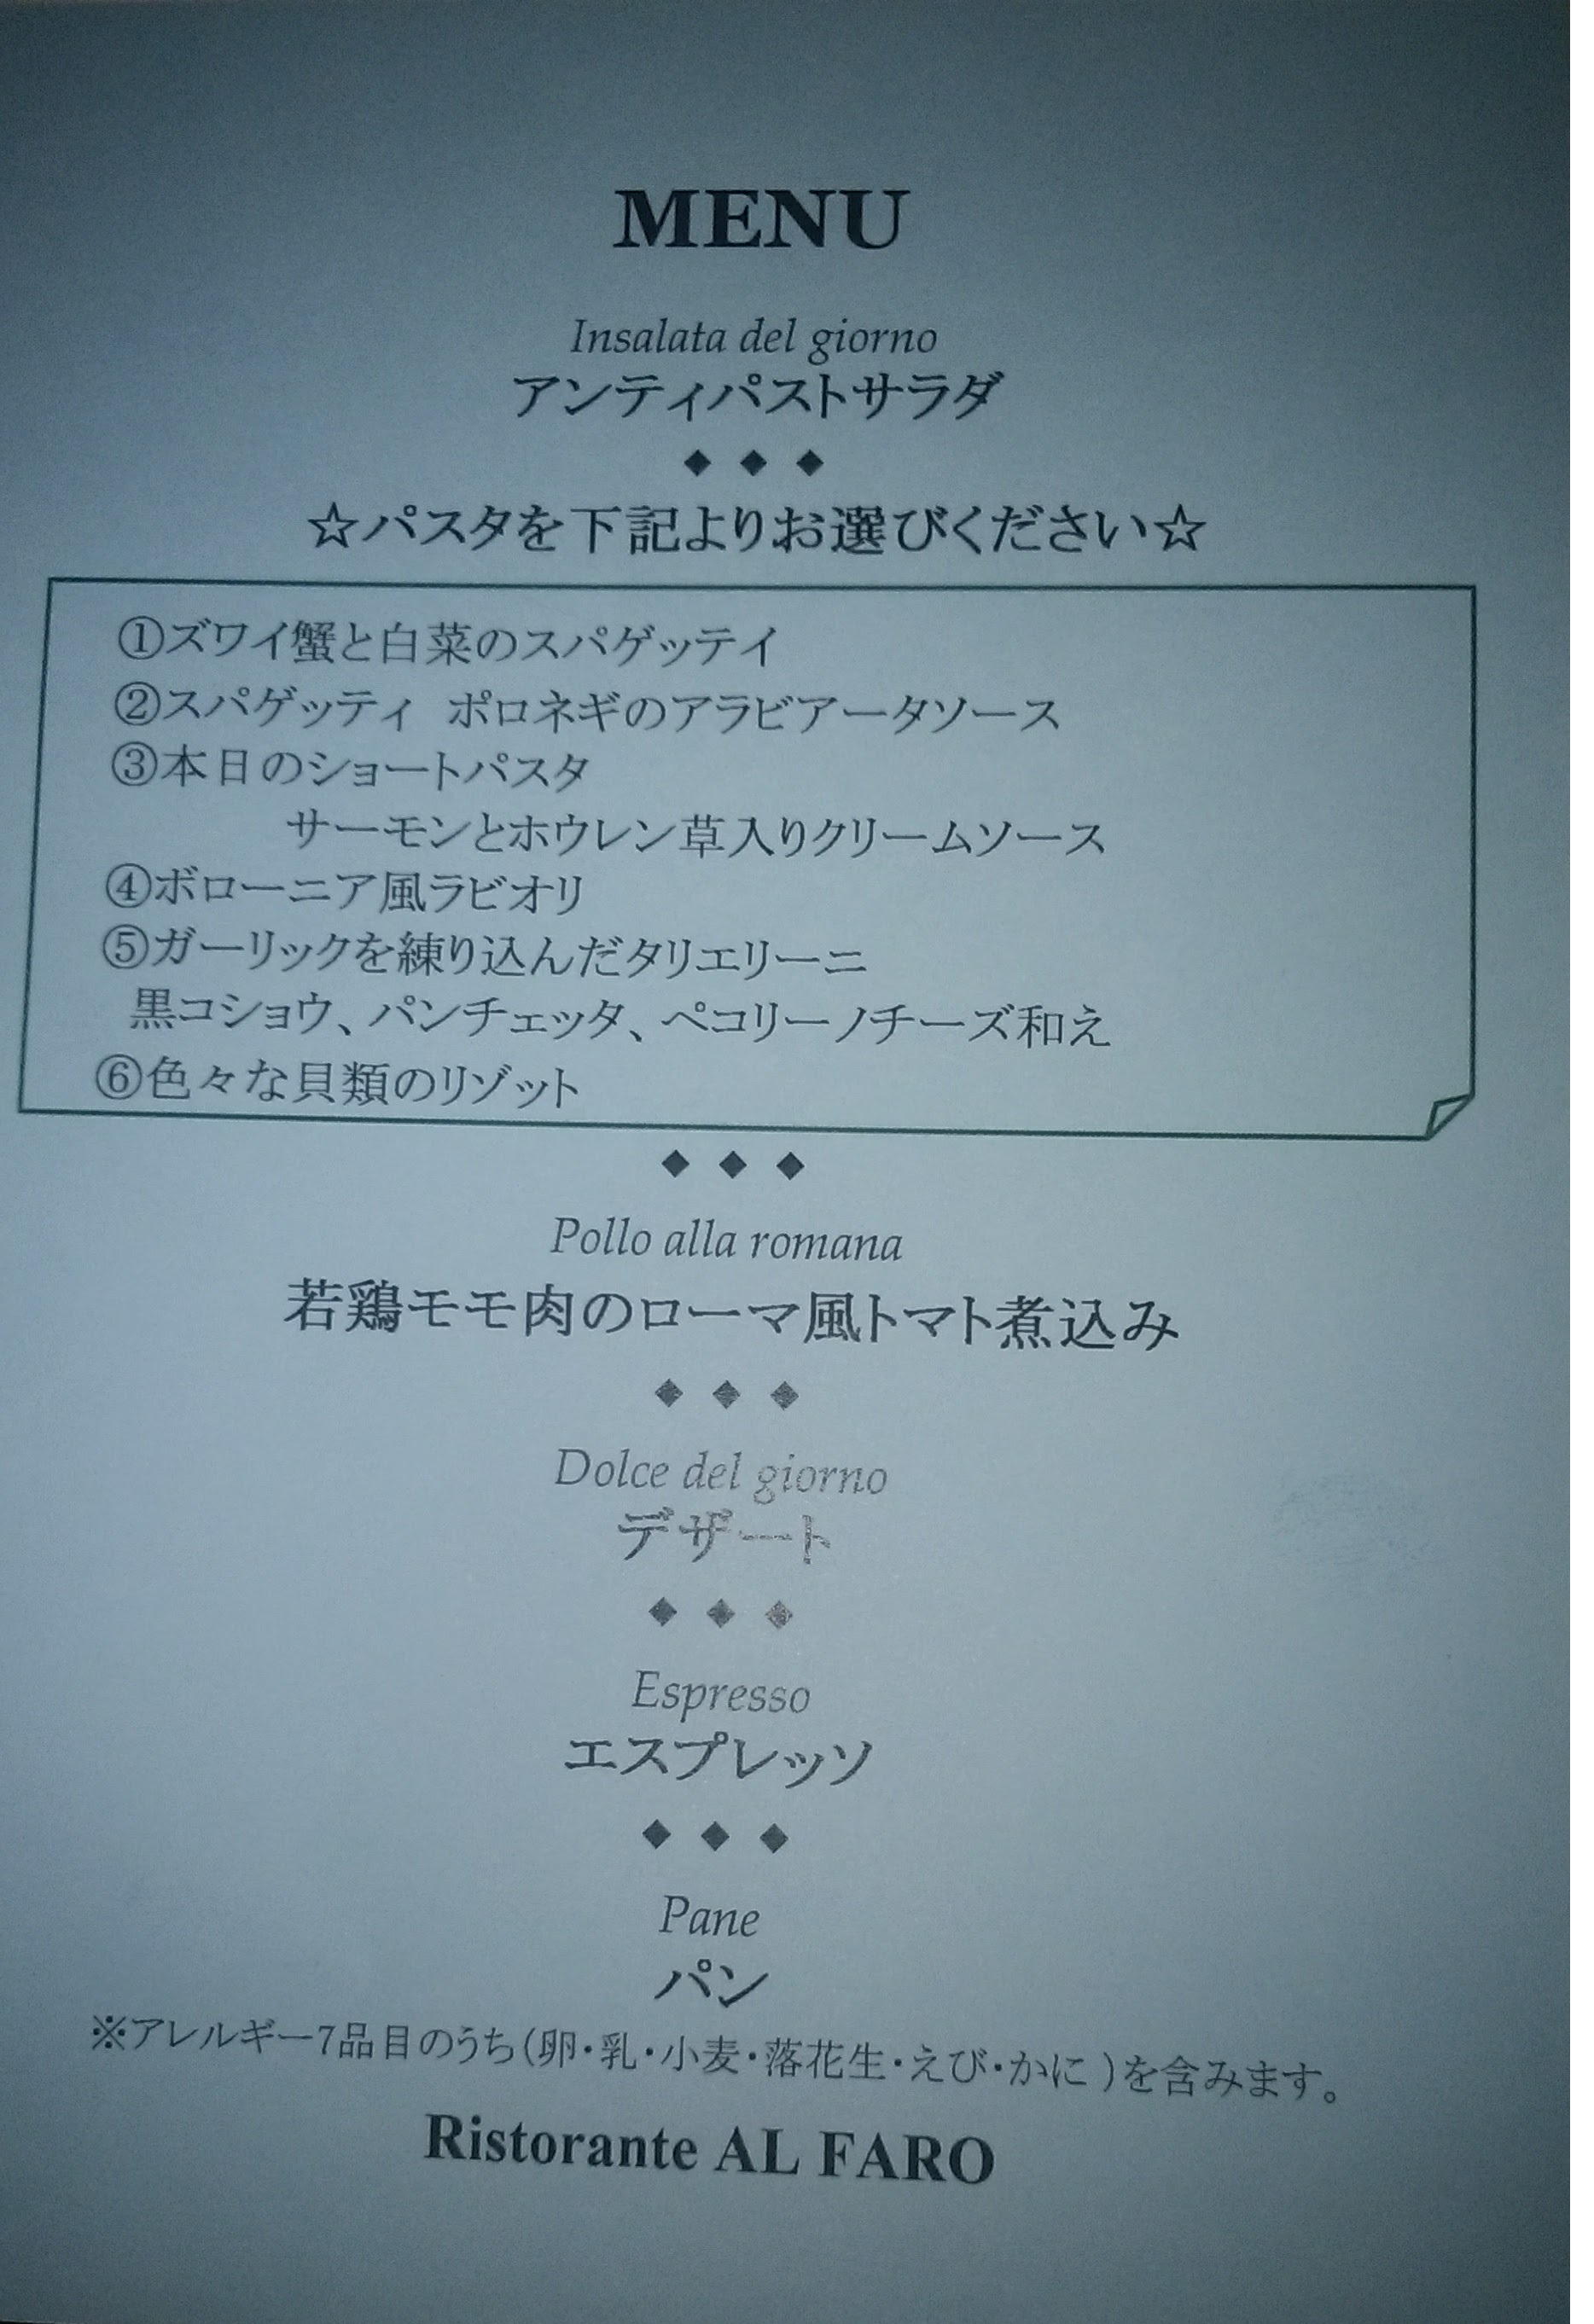 MENU
Insalata del giorno
アンティパストサラダ
◆ ◆ ◆
☆パスタを下記よりお選びください☆
①ズワイ蟹と白菜のスパゲッテイ
②スパゲッティ ポロネギのアラビアータソース
③本日のショートパスタ
サーモンとホウレン草入りクリームソース
④ボローニア風ラビオリ
⑤ガーリックを練り込んだタリエリーニ
黒コショウ、パンチェッタ、ペコリーノチーズ和え
⑥色々な貝類のリゾット
◆ ◆ ◆
Pollo alla romana
若鶏モモ肉のローマ風トマト煮込み
◆ ◆ ◆
Dolce del giorno
デザート
◆ ◆ ◆
Espresso
エスプレッソ
◆ ◆ ◆
Pane
パン
※アレルギー7品目のうち(卵・乳・小麦・落花生・えび・かに )を含みます。
Ristorante AL FARO